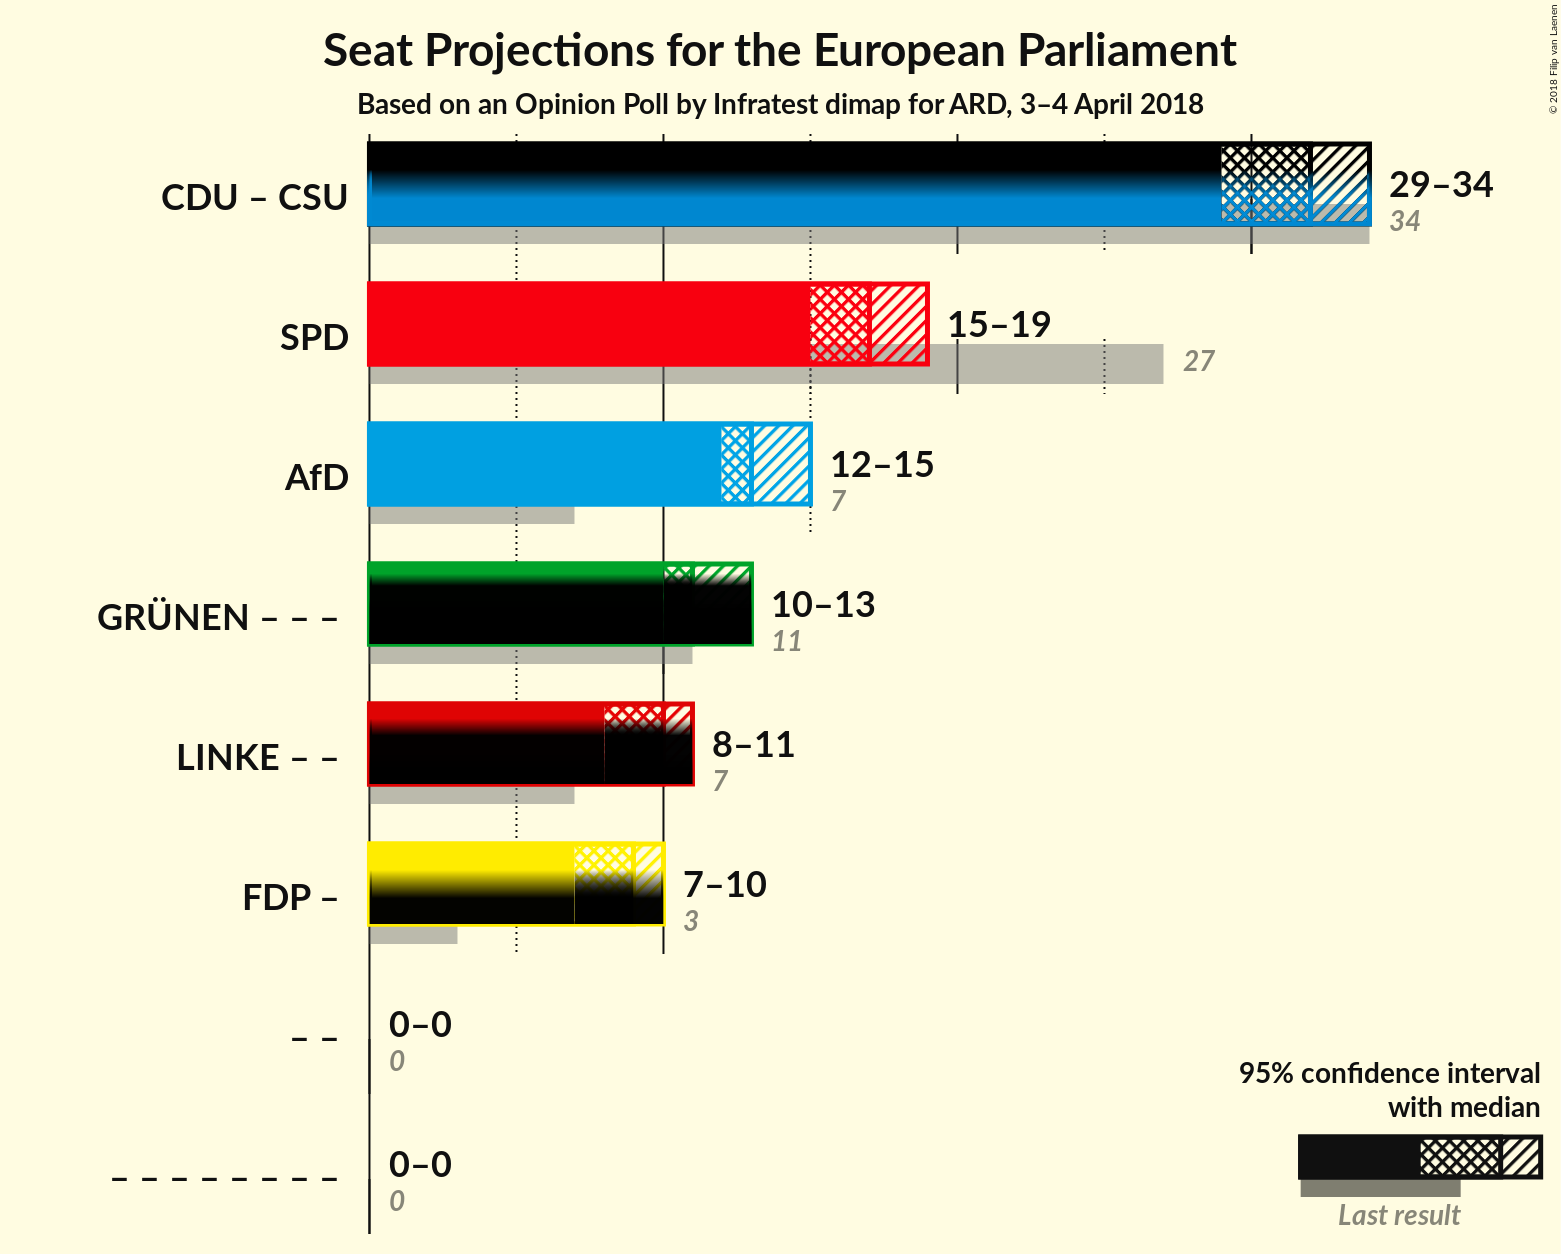 Seat Projections for the European Parliament
Based on an Opinion Poll by Infratest dimap for ARD, 3–4 April 2018
© 2018 Filip van Laenen
CDU – CSU
29–34
34
SPD
15–19
27
AfD
12–15
7
GRÜNEN – – –
10–13
11
LINKE – –
8–11
7
FDP –
7–10
3
– –
0–0
0
– – – – – – – –
0–0
0
95% confidence interval
with median
Last result